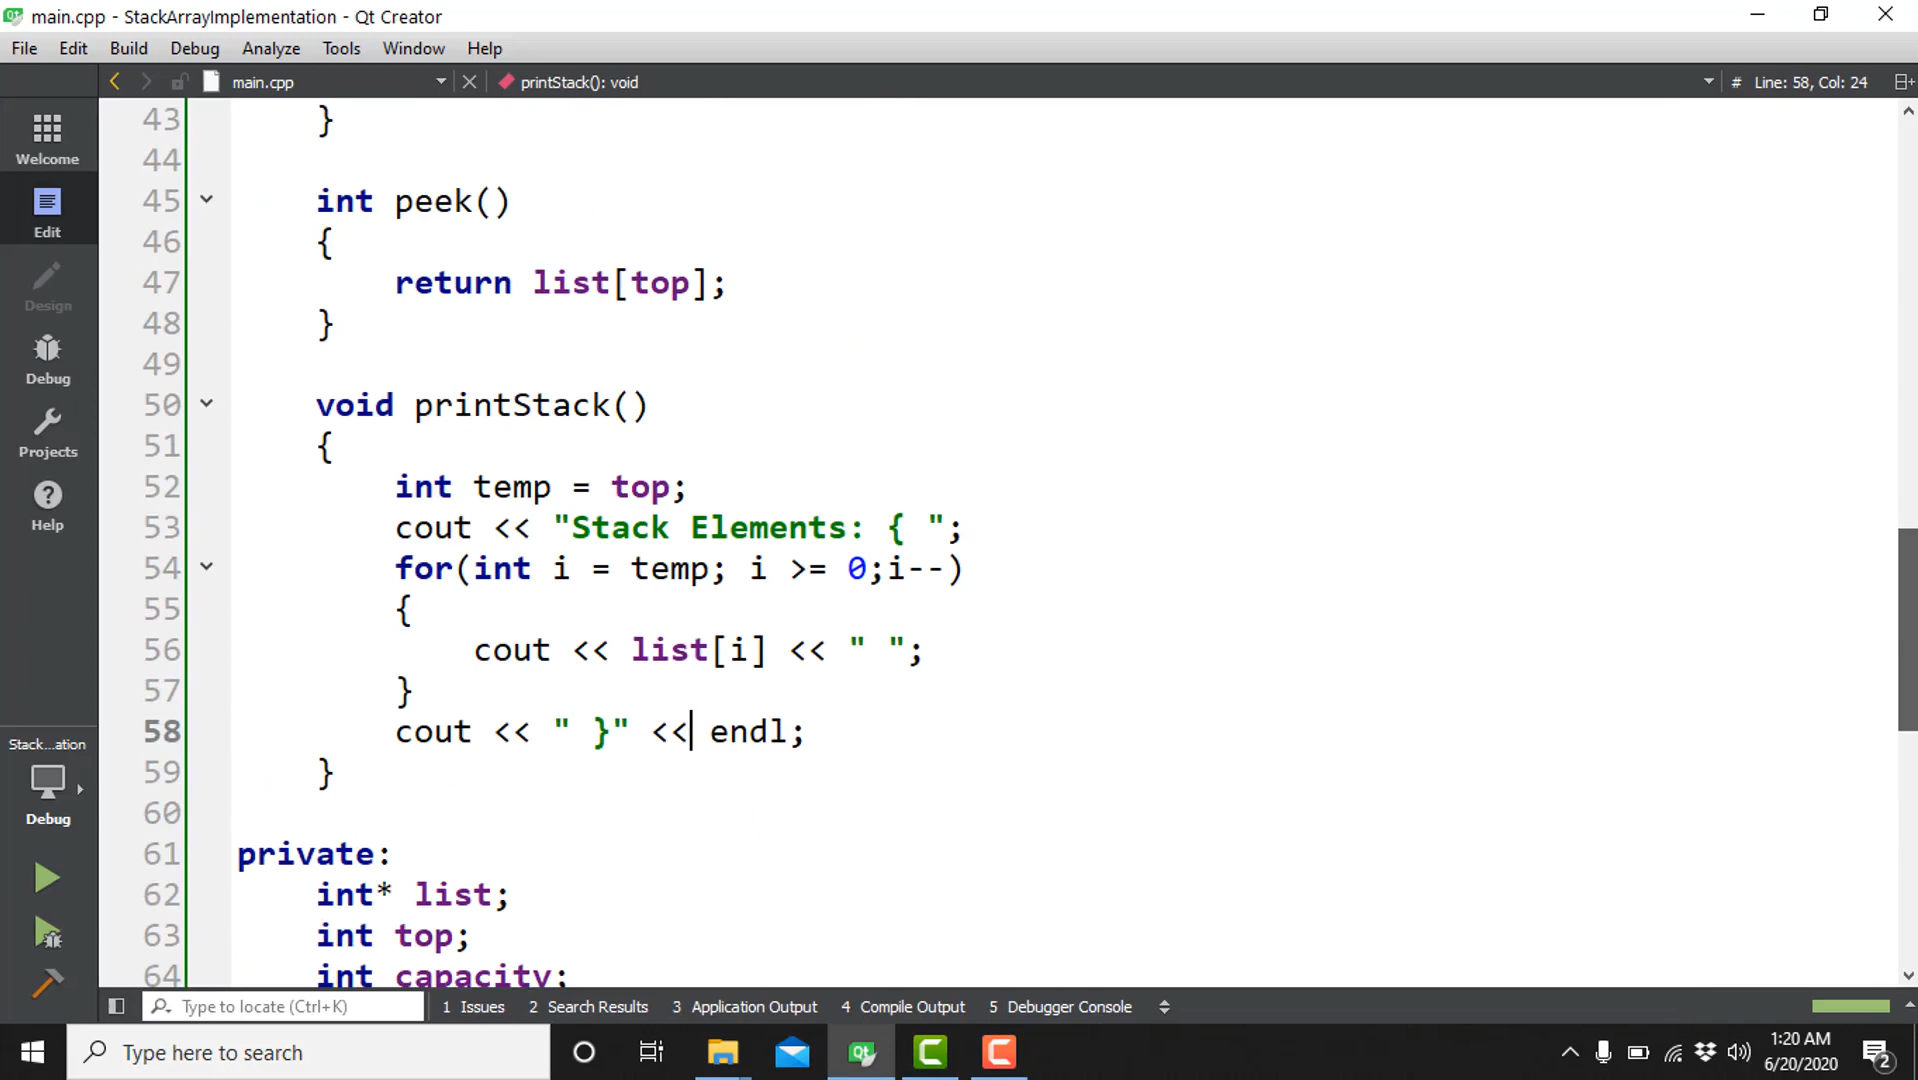 main.cpp - StackArrayImplementation - Qt Creator
File Edit Build Debug Analyze Tools Window Help
main.cpp printStack(): void # Line: 58, Col: 24
43 }
44
45 int peek()
46 {
47 return list[top];
48 }
49
50 void printStack()
51 {
52 int temp = top;
53 cout << "Stack Elements: { ";
54 for(int i = temp; i >= 0;i--)
55 {
56 cout << list[i] << " ";
57 }
58 cout << " }" << endl;
59 }
60
61 private:
62 int* list;
63 int top;
64 int capacity;
Welcome
Edit
Design
Debug
Projects
Help
Stack...ation
Debug
Type to locate (Ctrl+K) 1 Issues 2 Search Results 3 Application Output 4 Compile Output 5 Debugger Console
Type here to search
1:20 AM
6/20/2020
2